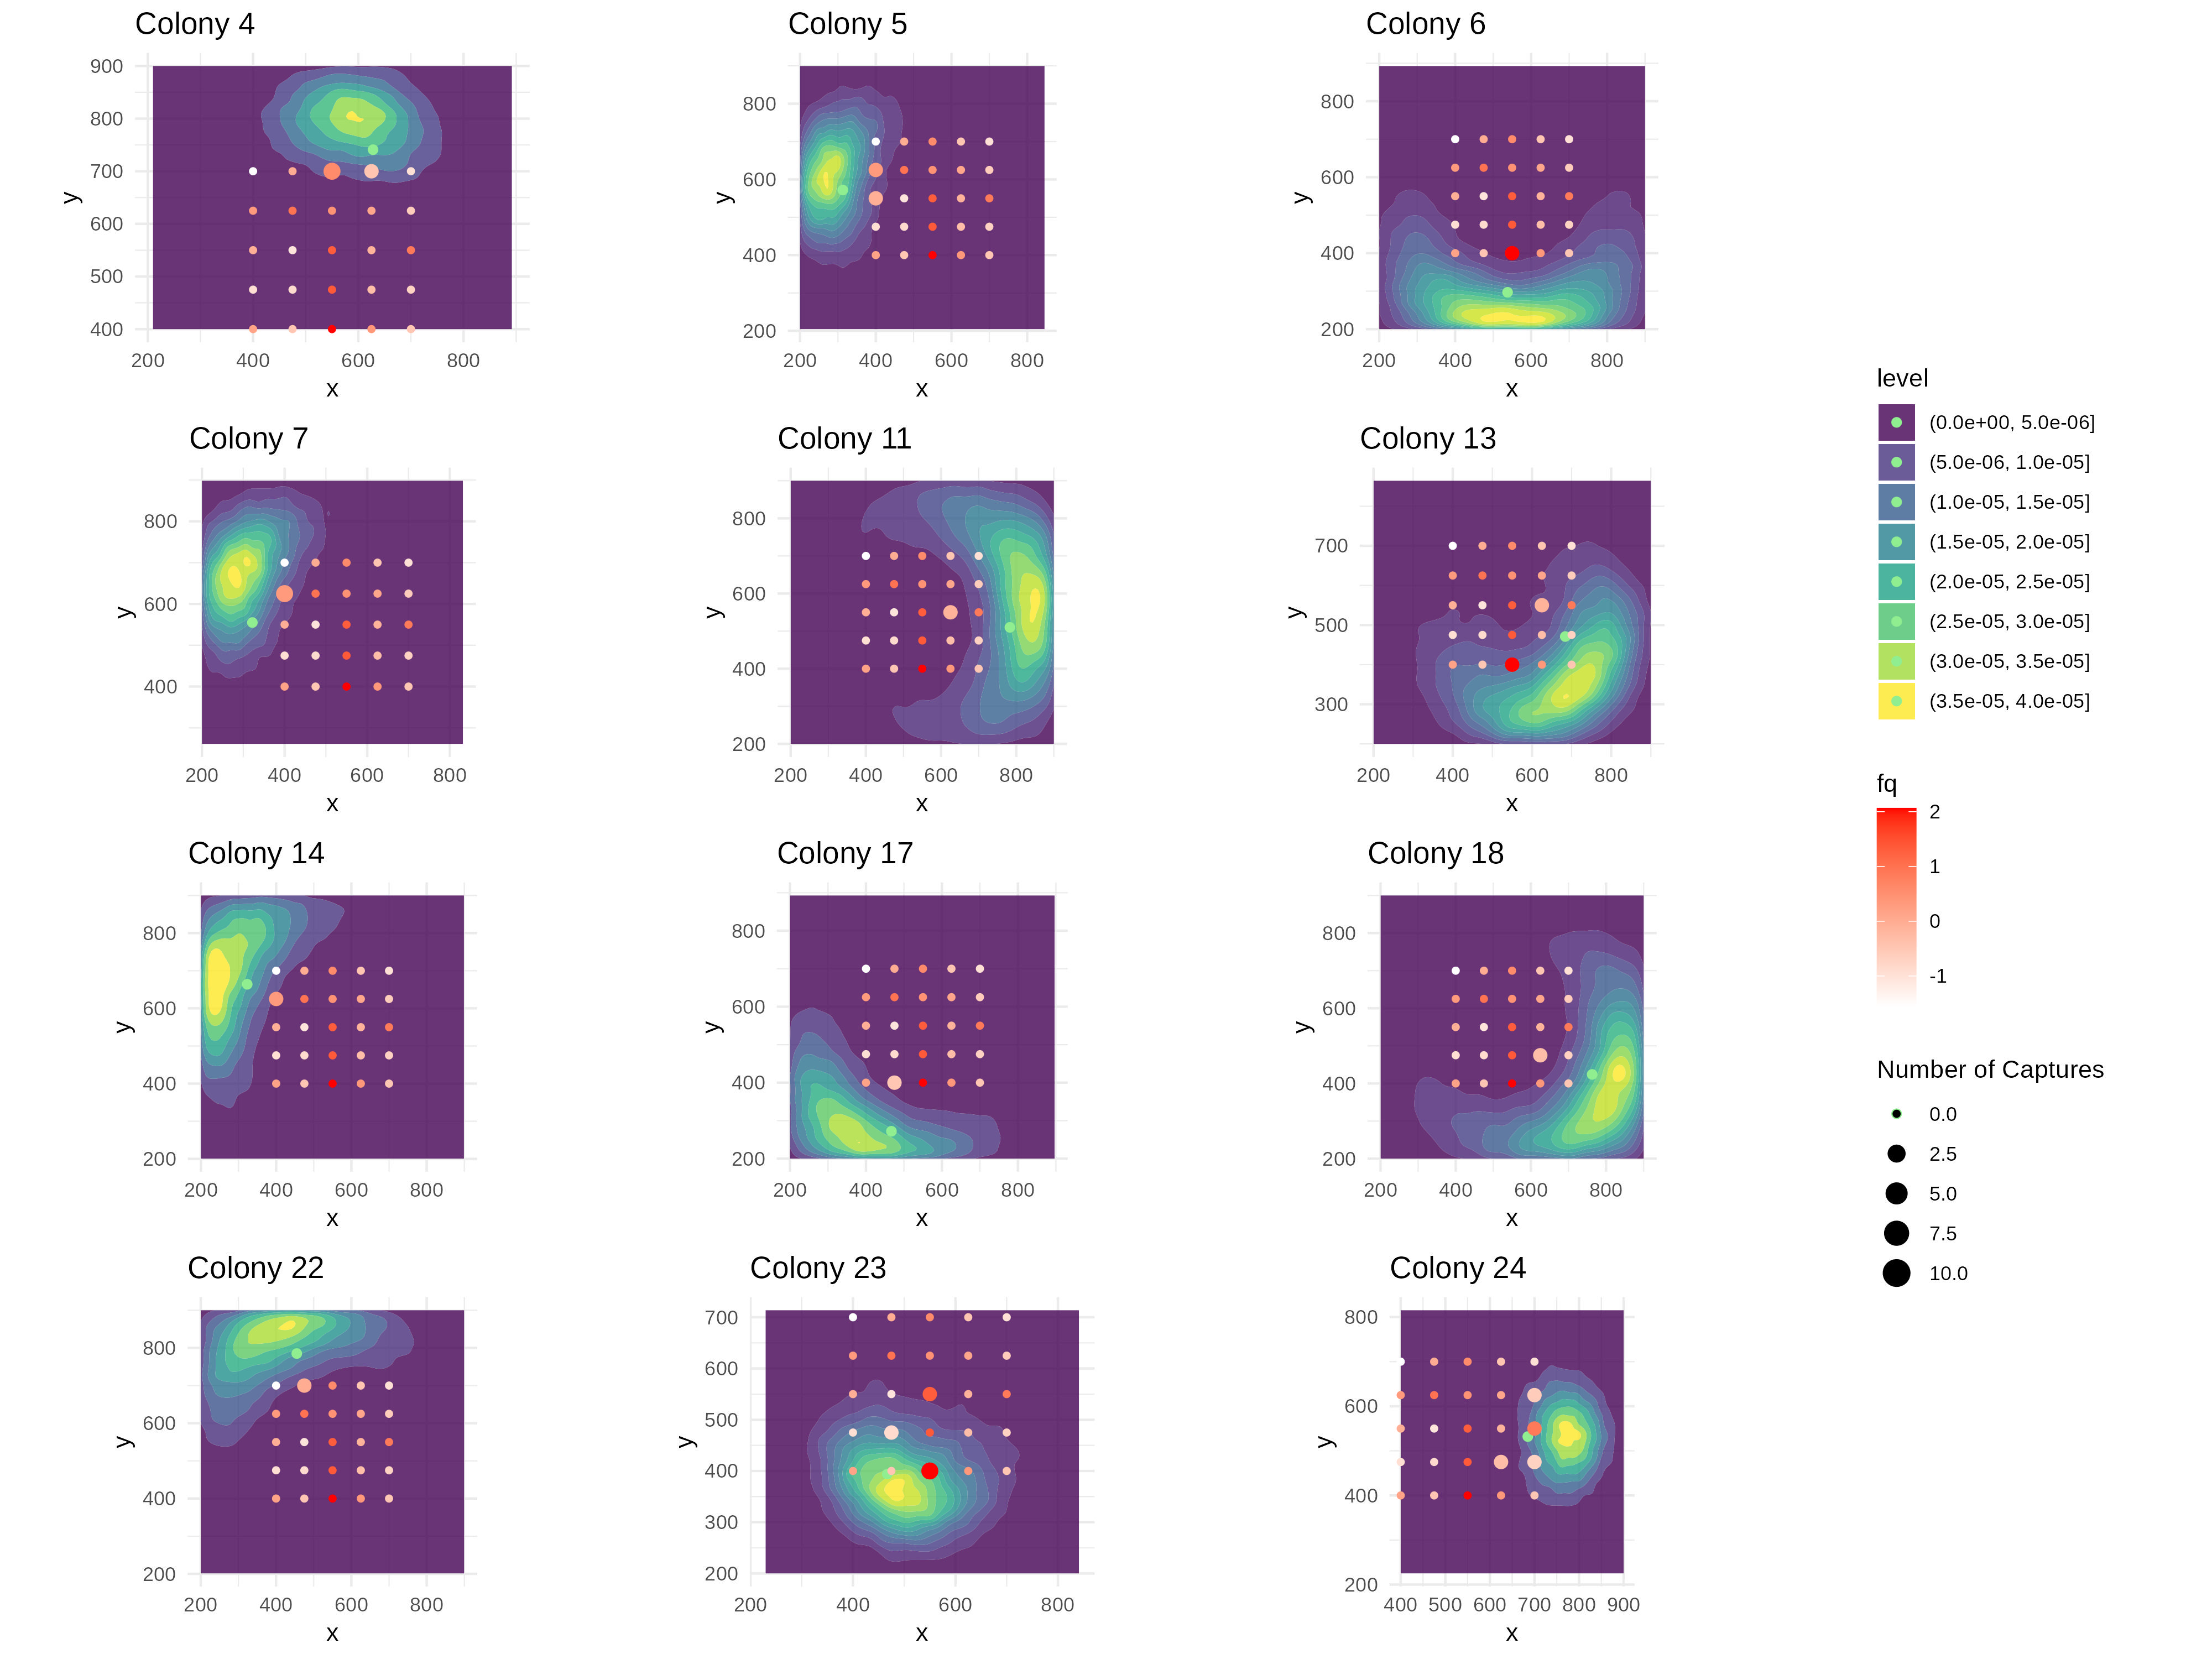 Colony 4
900
800
700
600
500
400
200 400 600 800
x
y
Colony 5
800
600
400
200
200 400 600 800
x
y
Colony 6
800
600
400
200
200 400 600 800
x
y
Colony 7
800
600
400
200 400 600 800
x
y
Colony 11
800
600
400
200
200 400 600 800
x
y
Colony 13
700
500
300
200 400 600 800
x
y
Colony 14
800
600
400
200
200 400 600 800
x
y
Colony 17
800
600
400
200
200 400 600 800
x
y
Colony 18
800
600
400
200
200 400 600 800
x
y
Colony 22
800
600
400
200
200 400 600 800
x
y
Colony 23
700
600
500
400
300
200
200 400 600 800
x
y
Colony 24
800
600
400
200
400 500 600 700 800 900
x
y
level
(0.0e+00, 5.0e-06]
(5.0e-06, 1.0e-05]
(1.0e-05, 1.5e-05]
(1.5e-05, 2.0e-05]
(2.0e-05, 2.5e-05]
(2.5e-05, 3.0e-05]
(3.0e-05, 3.5e-05]
(3.5e-05, 4.0e-05]
fq
2
1
0
-1
Number of Captures
0.0
2.5
5.0
7.5
10.0